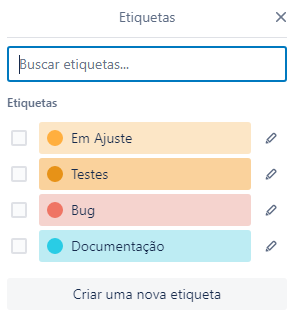 Etiquetas
Buscar etiquetas...
Etiquetas
Em Ajuste
Testes
Bug
Documentação
Criar uma nova etiqueta